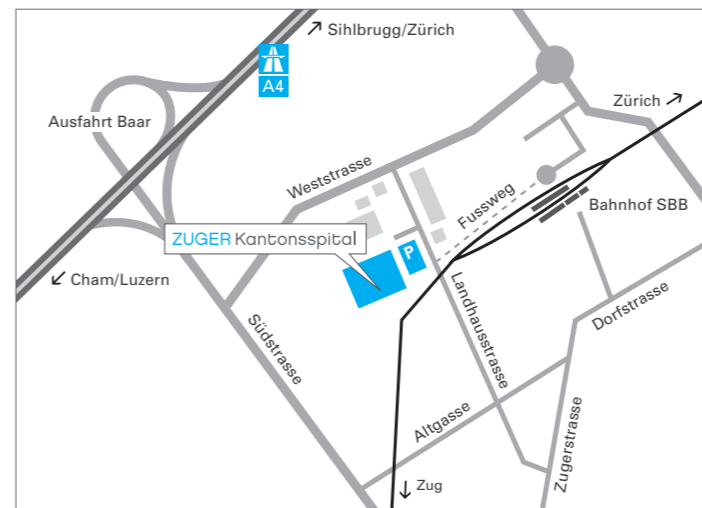 ↗ Sihlbrugg/Zürich
A4
Zürich ↗
Ausfahrt Baar
Weststrasse
Fussweg
Bahnhof SBB
ZUGER Kantonsspital
P
↙ Cham/Luzern
Landhausstrasse
Dorfstrasse
Südstrasse
Altgasse
Zugerstrasse
↓ Zug